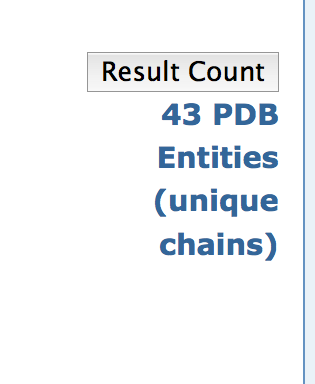 Result Count
43 PDB
Entities
(unique
chains)